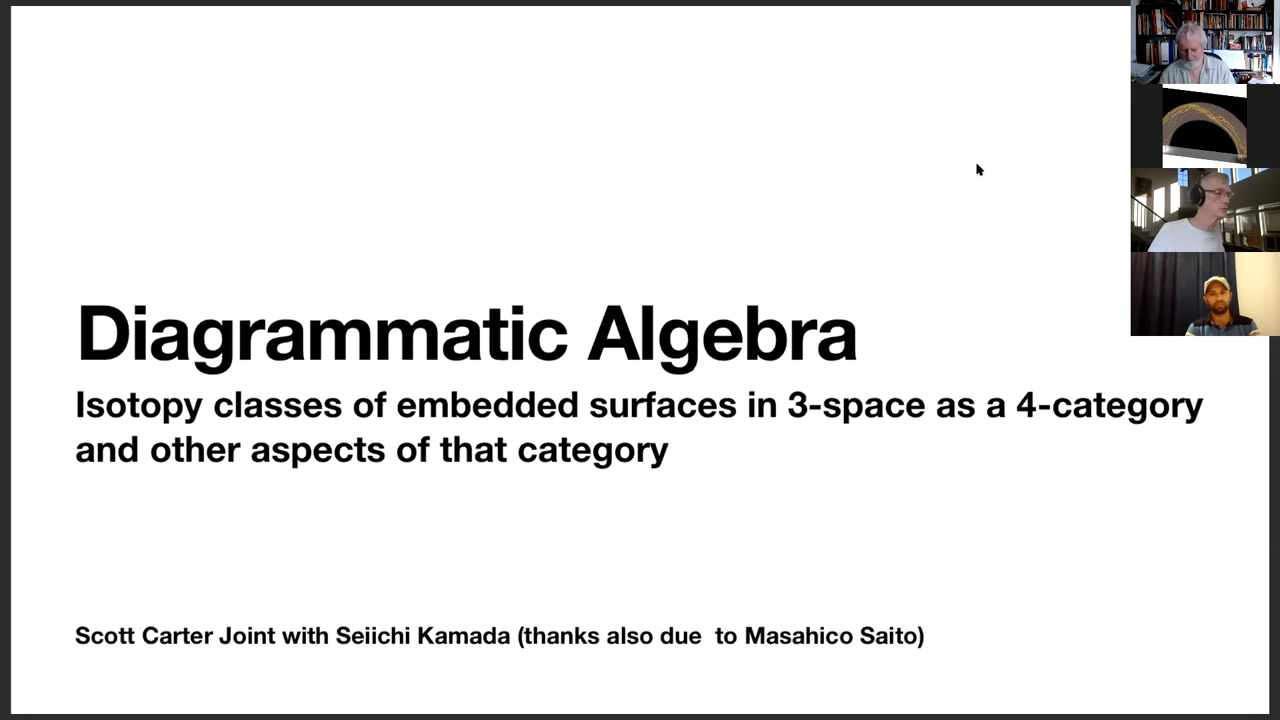 Diagrammatic Algebra
Isotopy classes of embedded surfaces in 3-space as a 4-category
and other aspects of that category
Scott Carter Joint with Seiichi Kamada (thanks also due to Masahico Saito)